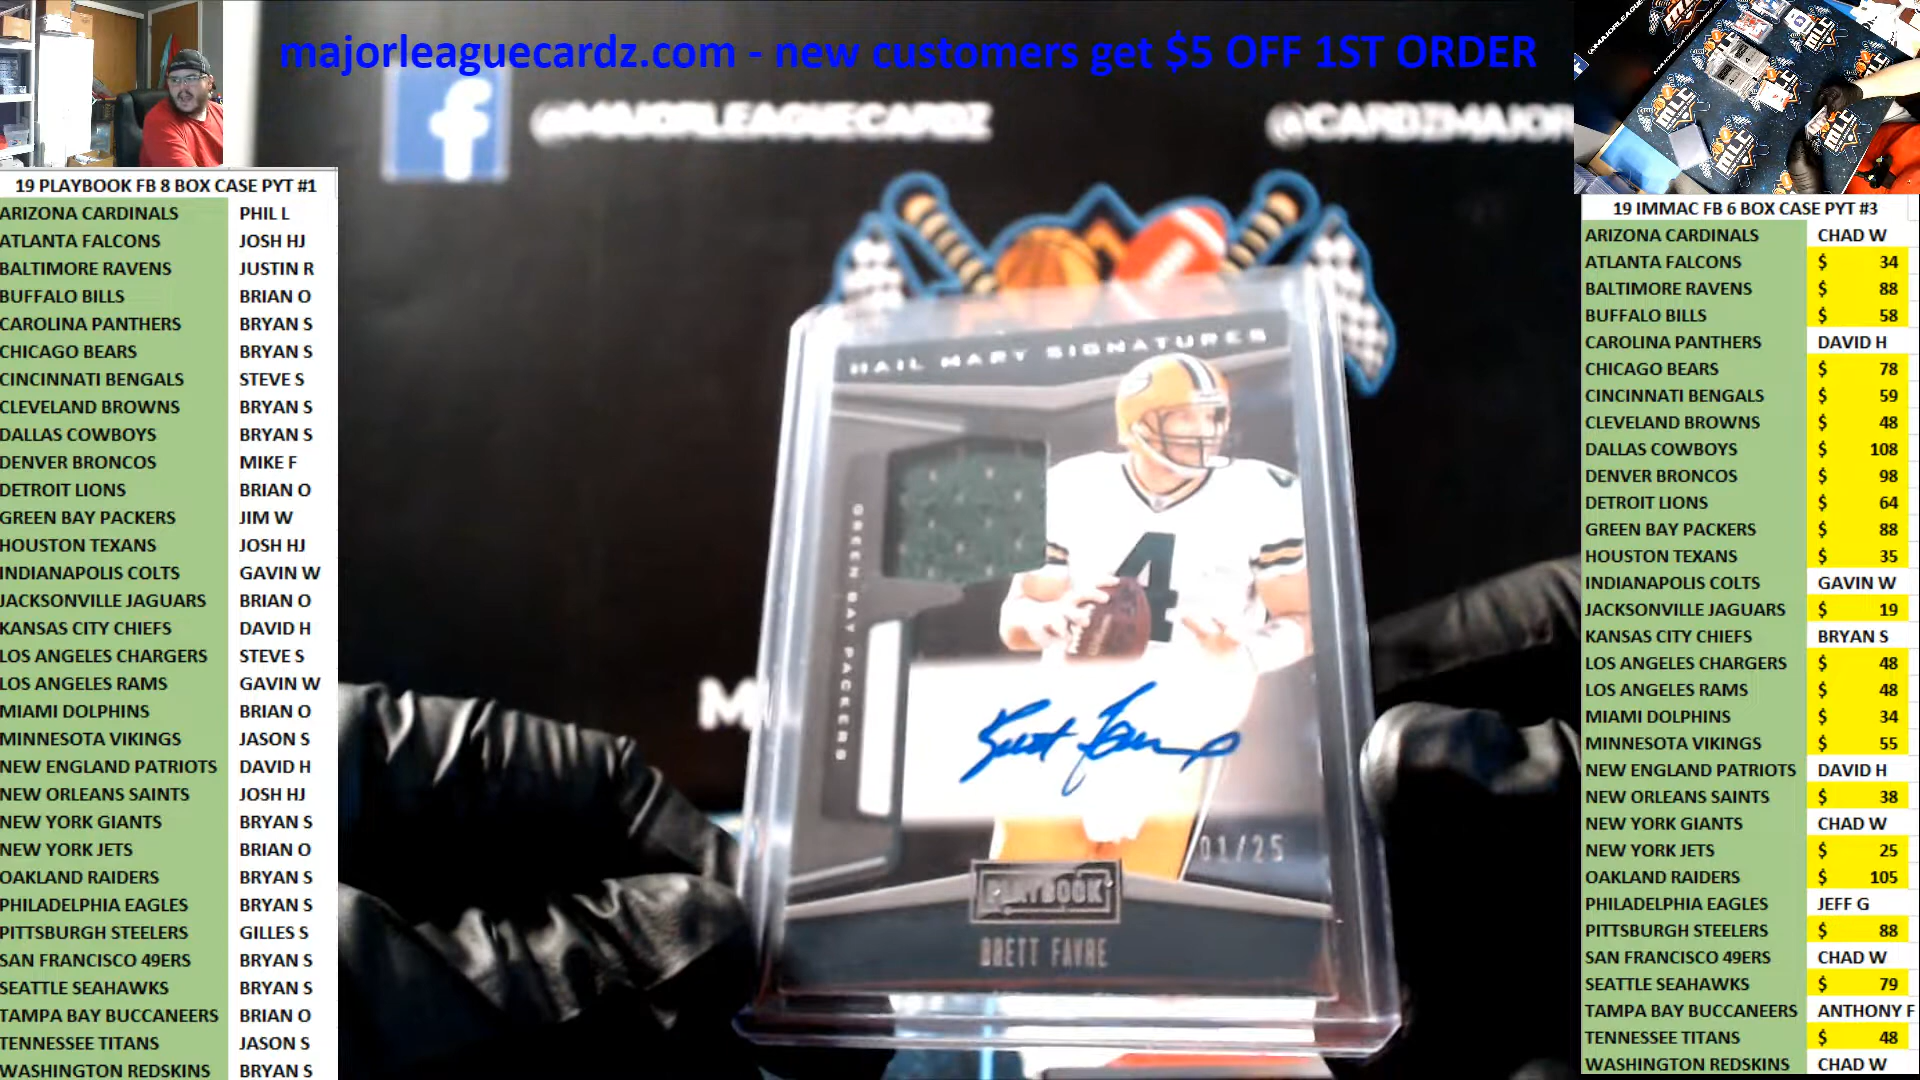 majorleaguecardz.com - new customers get $5 OFF 1ST ORDER
@MAJORLEAGUECARDZ
@CARDZMAJOR
19 PLAYBOOK FB 8 BOX CASE PYT #1
ARIZONA CARDINALS PHIL L
ATLANTA FALCONS JOSH HJ
BALTIMORE RAVENS JUSTIN R
BUFFALO BILLS BRIAN O
CAROLINA PANTHERS BRYAN S
CHICAGO BEARS BRYAN S
CINCINNATI BENGALS STEVE S
CLEVELAND BROWNS BRYAN S
DALLAS COWBOYS BRYAN S
DENVER BRONCOS MIKE F
DETROIT LIONS BRIAN O
GREEN BAY PACKERS JIM W
HOUSTON TEXANS JOSH HJ
INDIANAPOLIS COLTS GAVIN W
JACKSONVILLE JAGUARS BRIAN O
KANSAS CITY CHIEFS DAVID H
LOS ANGELES CHARGERS STEVE S
LOS ANGELES RAMS GAVIN W
MIAMI DOLPHINS BRIAN O
MINNESOTA VIKINGS JASON S
NEW ENGLAND PATRIOTS DAVID H
NEW ORLEANS SAINTS JOSH HJ
NEW YORK GIANTS BRYAN S
NEW YORK JETS BRIAN O
OAKLAND RAIDERS BRYAN S
PHILADELPHIA EAGLES BRYAN S
PITTSBURGH STEELERS GILLES S
SAN FRANCISCO 49ERS BRYAN S
SEATTLE SEAHAWKS BRYAN S
TAMPA BAY BUCCANEERS BRIAN O
TENNESSEE TITANS JASON S
WASHINGTON REDSKINS BRYAN S
HAIL MARY SIGNATURES
GREEN BAY PACKERS
4
Brett Favre
01/25
PLAYBOOK
BRETT FAVRE
MLC
MLC
MLC
19 IMMAC FB 6 BOX CASE PYT #3
ARIZONA CARDINALS CHAD W
ATLANTA FALCONS $ 34
BALTIMORE RAVENS $ 88
BUFFALO BILLS $ 58
CAROLINA PANTHERS DAVID H
CHICAGO BEARS $ 78
CINCINNATI BENGALS $ 59
CLEVELAND BROWNS $ 48
DALLAS COWBOYS $ 108
DENVER BRONCOS $ 98
DETROIT LIONS $ 64
GREEN BAY PACKERS $ 88
HOUSTON TEXANS $ 35
INDIANAPOLIS COLTS GAVIN W
JACKSONVILLE JAGUARS $ 19
KANSAS CITY CHIEFS BRYAN S
LOS ANGELES CHARGERS $ 48
LOS ANGELES RAMS $ 48
MIAMI DOLPHINS $ 34
MINNESOTA VIKINGS $ 55
NEW ENGLAND PATRIOTS DAVID H
NEW ORLEANS SAINTS $ 38
NEW YORK GIANTS CHAD W
NEW YORK JETS $ 25
OAKLAND RAIDERS $ 105
PHILADELPHIA EAGLES JEFF G
PITTSBURGH STEELERS $ 88
SAN FRANCISCO 49ERS CHAD W
SEATTLE SEAHAWKS $ 79
TAMPA BAY BUCCANEERS ANTHONY F
TENNESSEE TITANS $ 48
WASHINGTON REDSKINS CHAD W